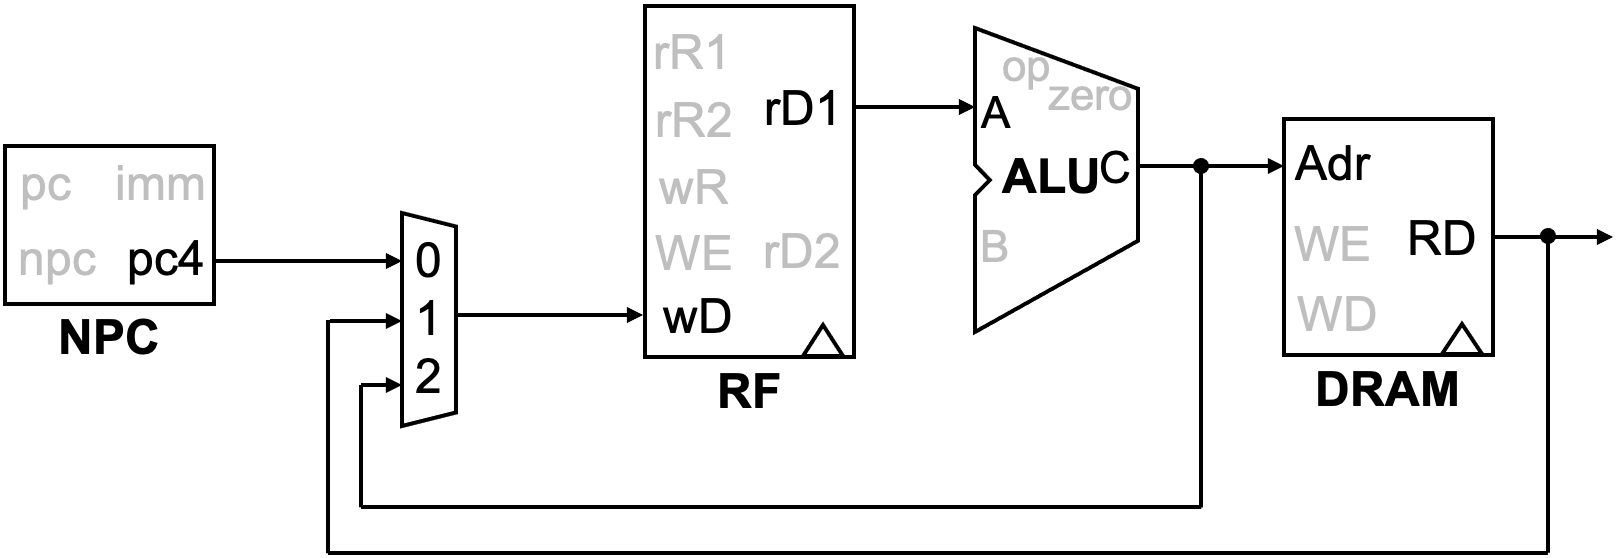 pc imm
npc pc4
NPC
0
1
2
rR1
rR2
rD1
wR
WE
rD2
wD
RF
op
zero
A
ALU
C
B
Adr
WE
RD
WD
DRAM